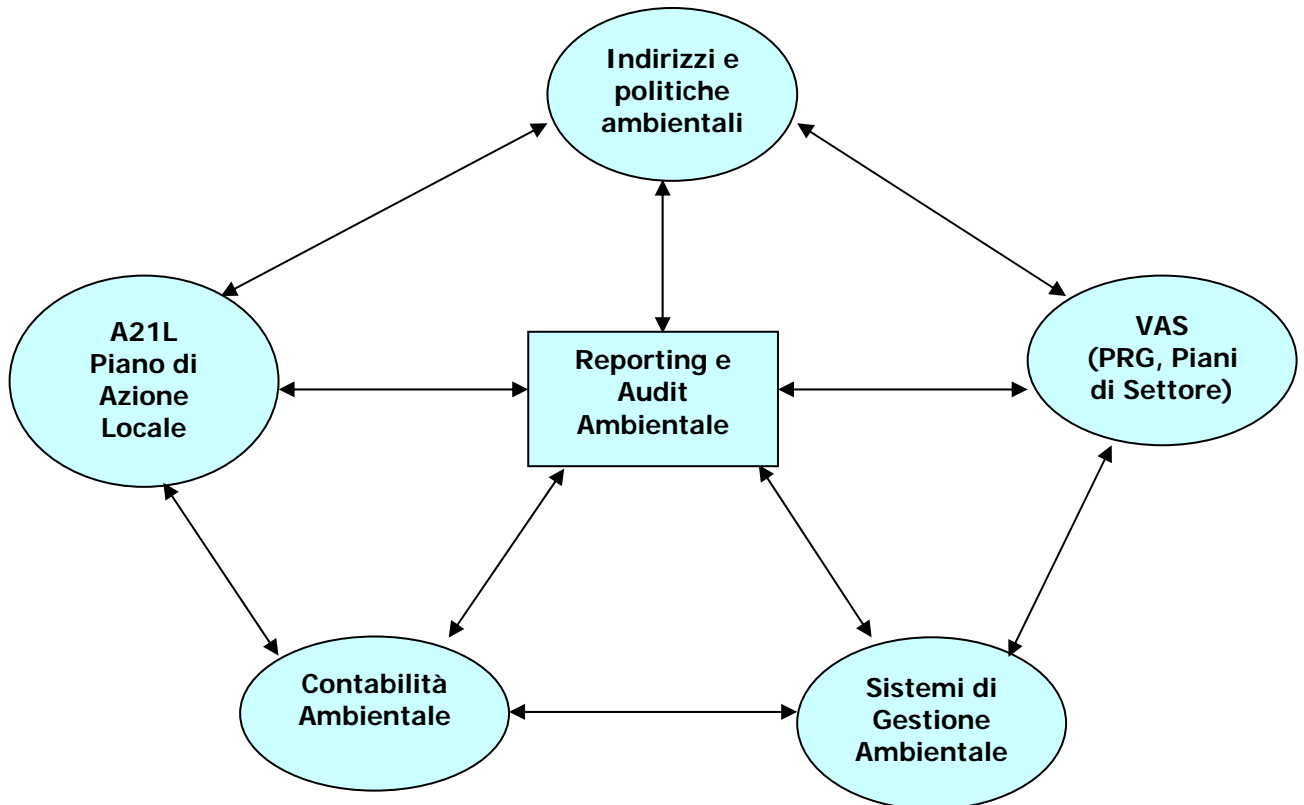 Indirizzi e
politiche
ambientali
A21L
Piano di
Azione
Locale
Reporting e
Audit
Ambientale
VAS
(PRG, Piani
di Settore)
Contabilità
Ambientale
Sistemi di
Gestione
Ambientale